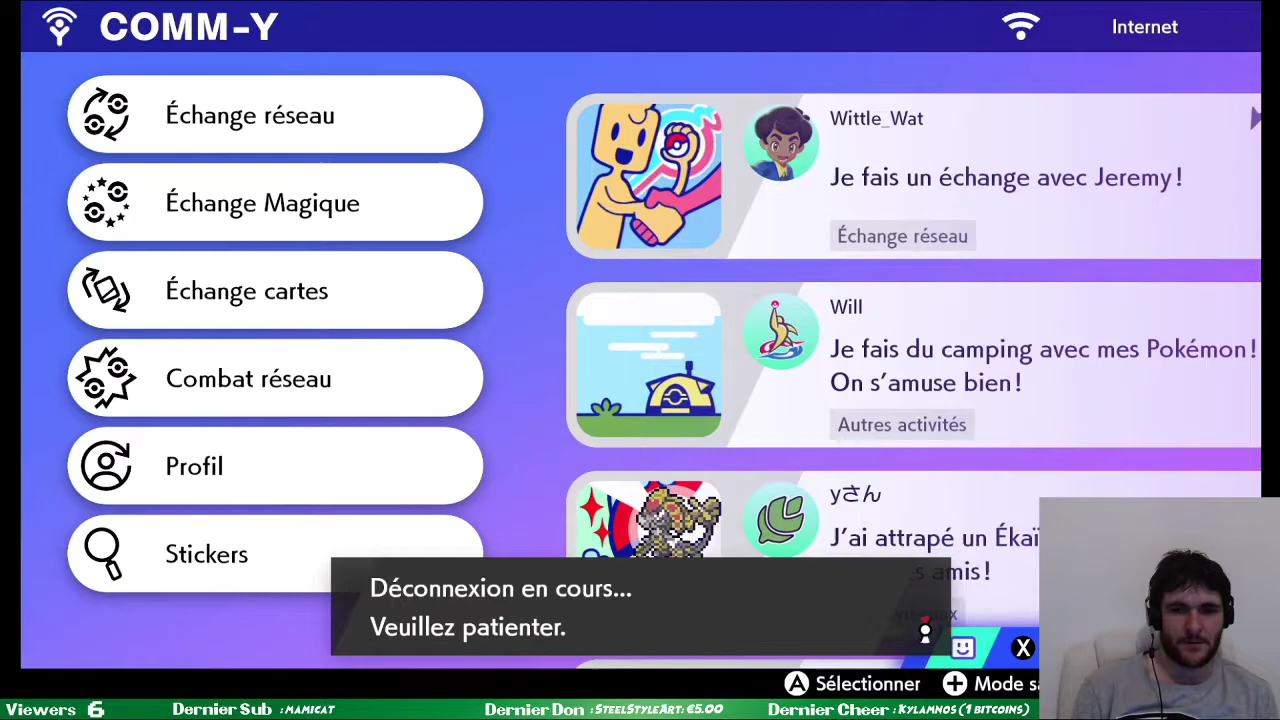 COMM-Y
Internet
Échange réseau
Échange Magique
Échange cartes
Combat réseau
Profil
Stickers
Wittle_Wat
Je fais un échange avec Jeremy !
Échange réseau
Will
Je fais du camping avec mes Pokémon !
On s'amuse bien !
Autres activités
yさん
J'ai attrapé un Ékaï
s amis !
Déconnexion en cours...
Veuillez patienter.
X
A Sélectionner
+ Mode sa
Viewers 6
Dernier Sub : MAMICAT
Dernier Don : SteelStyleArt: €5.00
Dernier Cheer : Kylamnos (1 bitcoins)